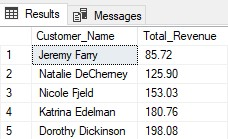 Results Messages
Customer_Name Total_Revenue
1 Jeremy Farry 85.72
2 Natalie DeCherney 125.90
3 Nicole Fjeld 153.03
4 Katrina Edelman 180.76
5 Dorothy Dickinson 198.08